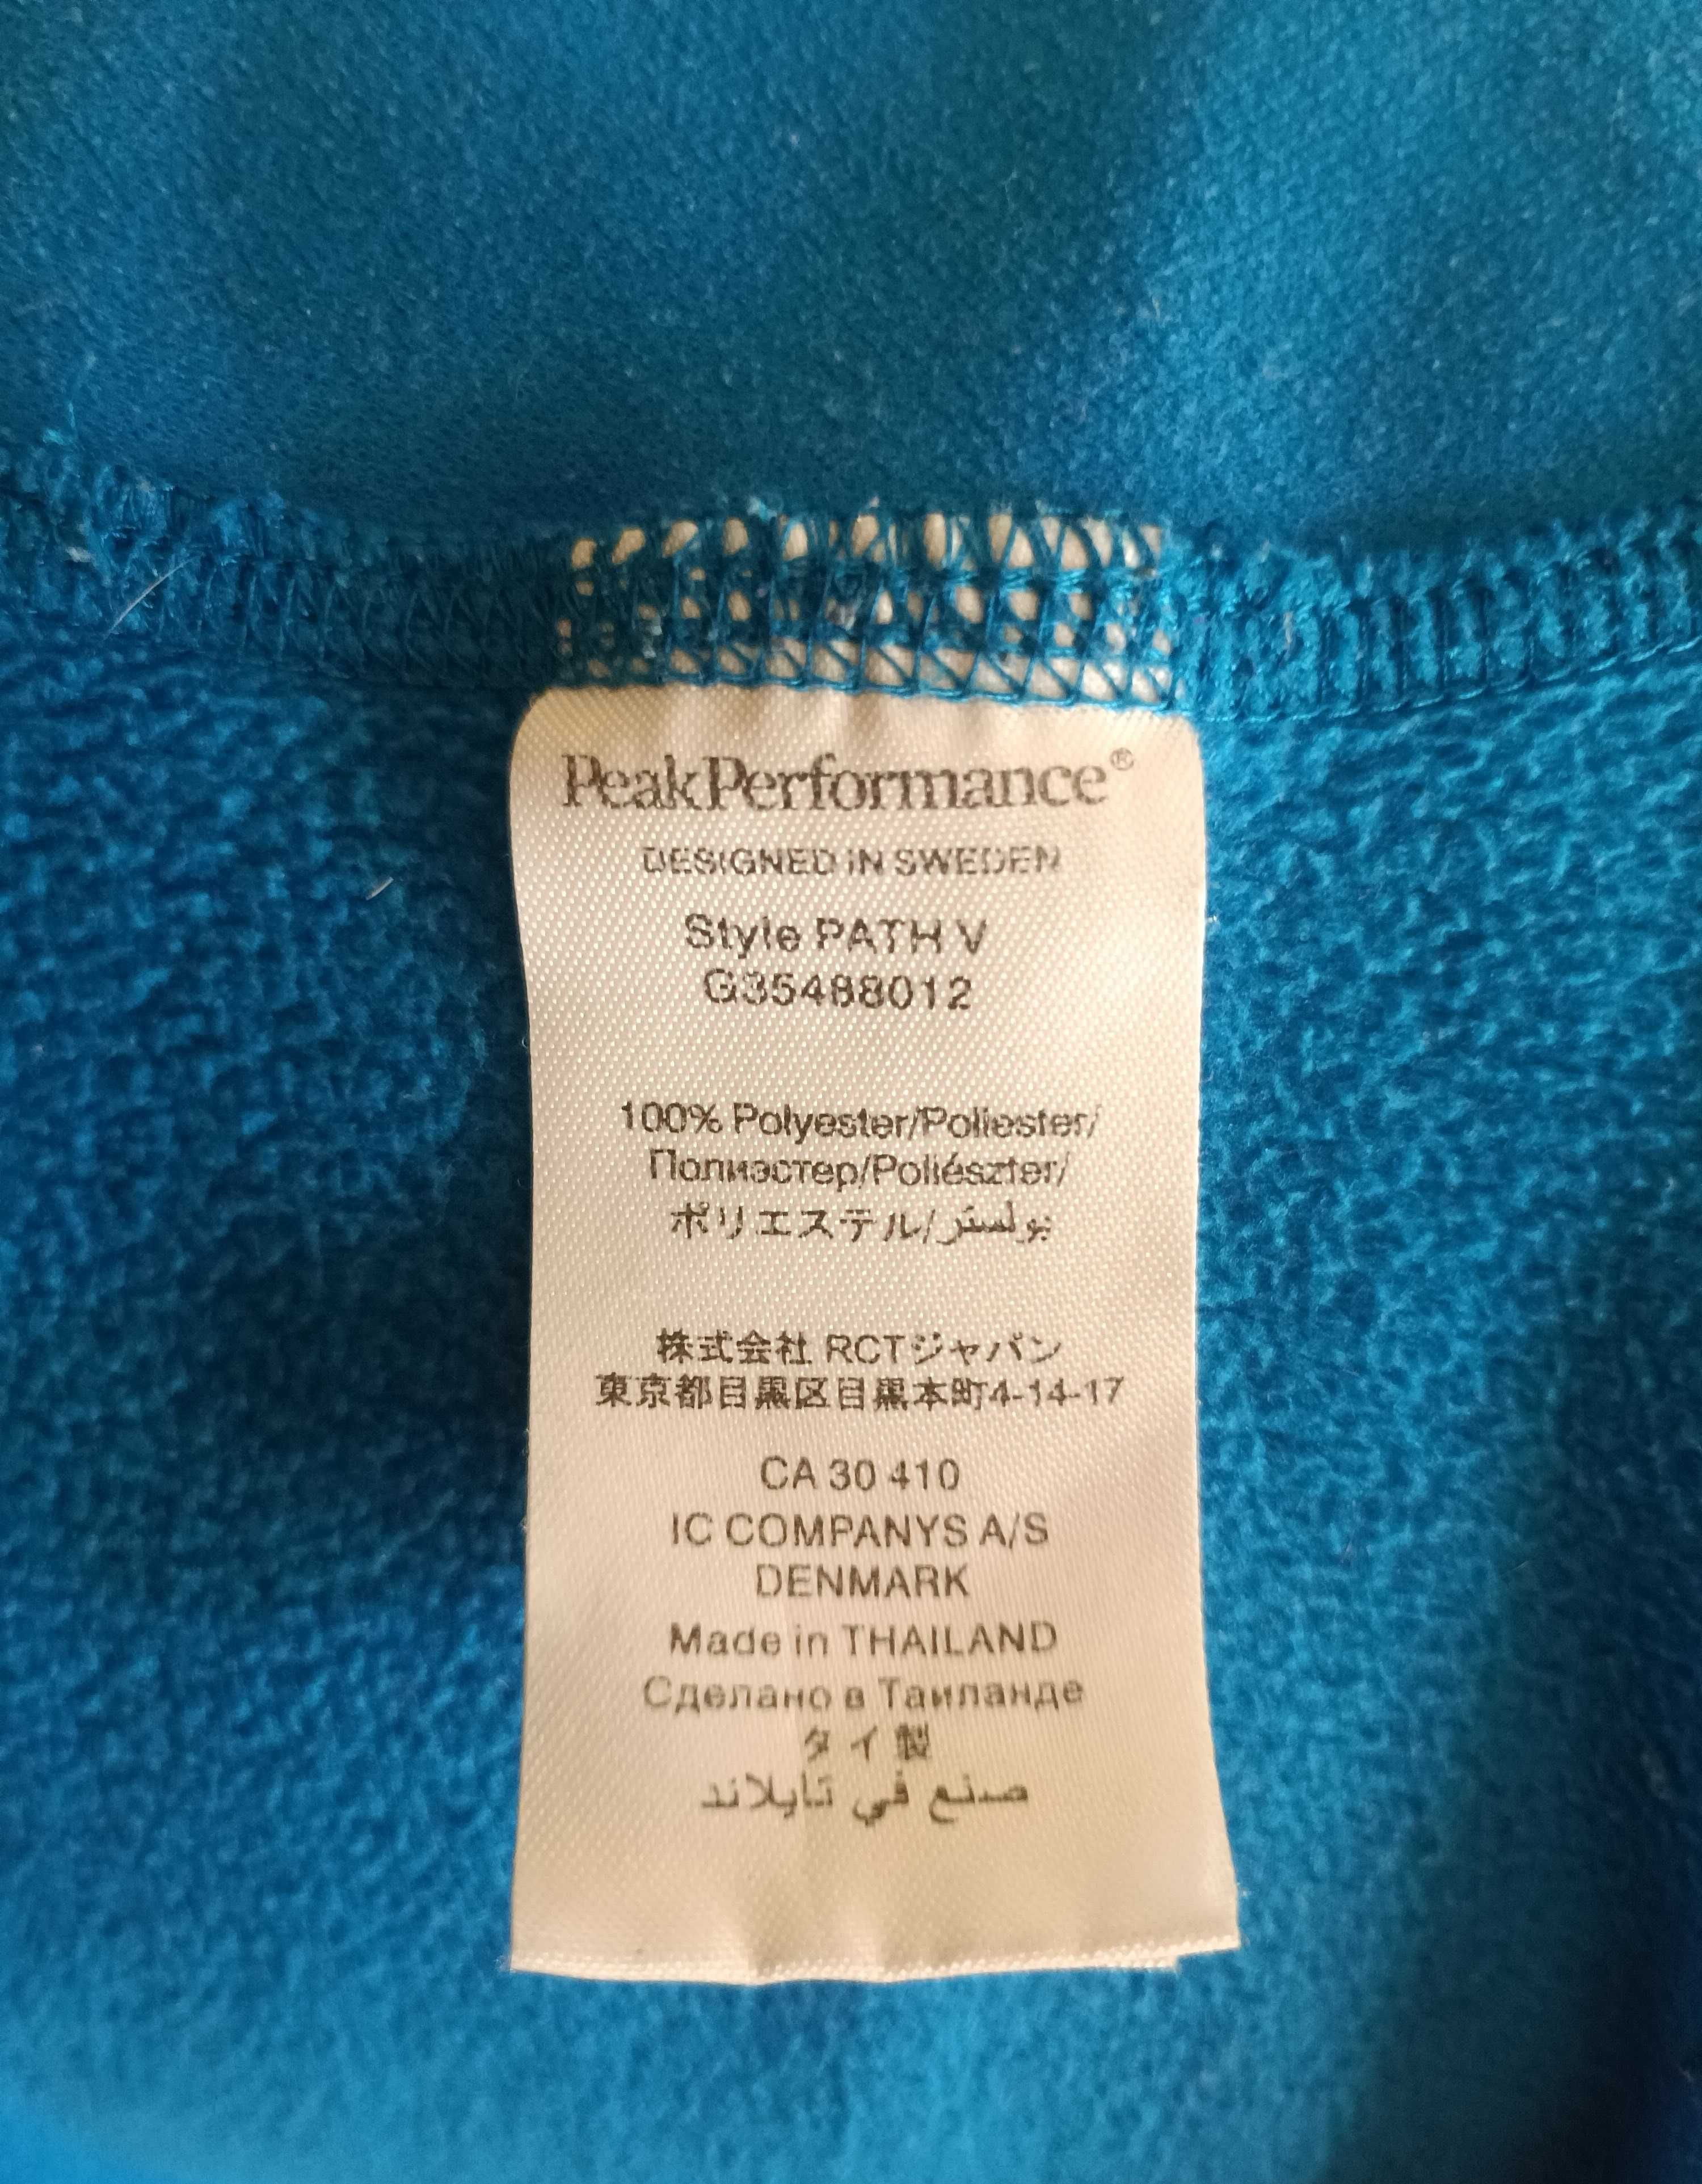 PeakPerformance®
DESIGNED IN SWEDEN
Style PATH V
G35488012
100% Polyester/Poliester/
Полиэстер/Poliészter/
ポリエステル/بولستر
株式会社 RCTジャパン
東京都目黒区目黒本町4-14-17
CA 30 410
IC COMPANYS A/S
DENMARK
Made in THAILAND
Сделано в Таиланде
タイ製
صنع في تايلاند